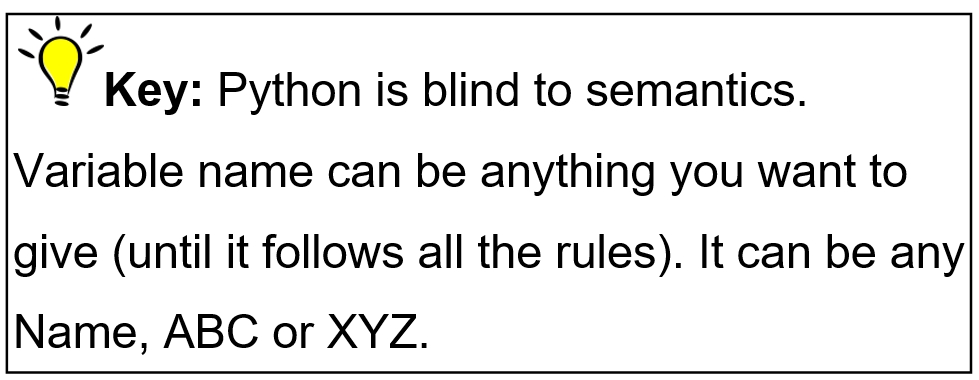 Key: Python is blind to semantics.
Variable name can be anything you want to
give (until it follows all the rules). It can be any
Name, ABC or XYZ.